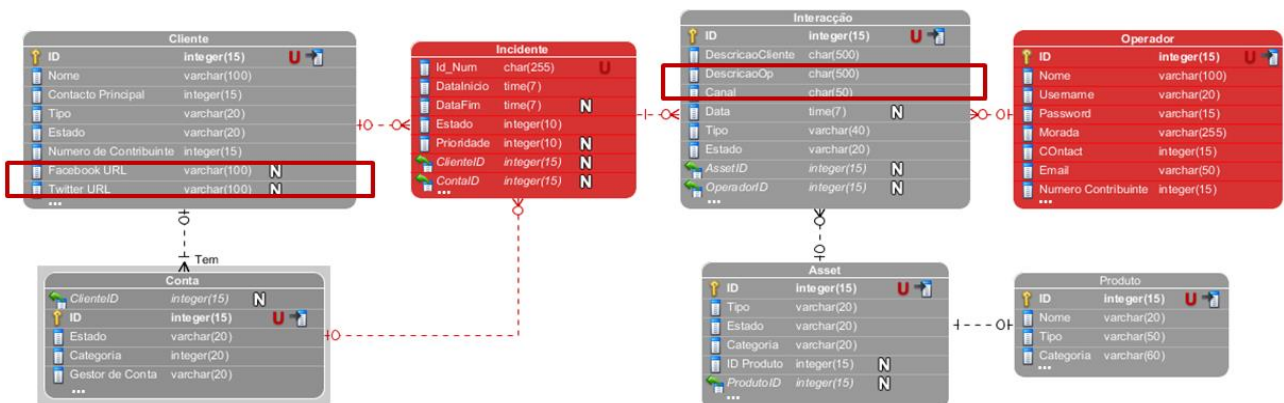 Cliente
ID integer(15) U
Nome varchar(100)
Contacto Principal integer(15)
Tipo varchar(20)
Estado varchar(20)
Numero de Contribuinte integer(15)
Facebook URL varchar(100) N
Twitter URL varchar(100) N
...
Incidente
Id_Num char(255) U
DataInicio time(7)
DataFim time(7) N
Estado integer(10)
Prioridade integer(10) N
ClienteID integer(15) N
ContaID integer(15) N
...
Interacção
ID integer(15) U
DescricaoCliente char(500)
DescricaoOp char(500)
Canal char(50)
Data time(7) N
Tipo varchar(40)
Estado varchar(20)
AssetID integer(15) N
OperadorID integer(15) N
...
Operador
ID integer(15) U
Nome varchar(100)
Username varchar(20)
Password varchar(15)
Morada varchar(255)
COntact integer(15)
Email varchar(50)
Numero Contribuinte integer(15)
...
Tem
Conta
ClienteID integer(15) N
ID integer(15) U
Estado varchar(20)
Categoria integer(20)
Gestor de Conta varchar(20)
...
Asset
ID integer(15) U
Tipo varchar(20)
Estado varchar(20)
Categoria varchar(20)
ID Produto integer(15) N
ProdutoID integer(15) N
...
Produto
ID integer(15) U
Nome varchar(20)
Tipo varchar(50)
Categoria varchar(60)
...